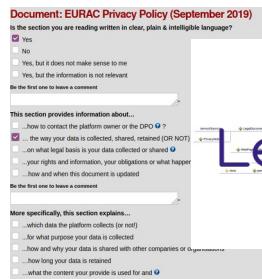 Document: EURAC Privacy Policy (September 2019)
Is the section you are reading written in clear, plain & intelligible language?
Yes
No
Yes, but it does not make sense to me
Yes, but the information is not relevant
Be the first one to leave a comment
This section provides information about...
...how to contact the platform owner or the DPO ?
... the way your data is collected, shared, retained (OR NOT)
...on what legal basis is your data collected or shared
...your rights and information, your obligations or what happen
...how and when this document is updated
Be the first one to leave a comment
More specifically, this section explains...
...which data the platform collects (or not!)
...for what purpose your data is collected
...how and why your data is shared with other companies or organisations
...how long your data is retained
...what the content your provide is used for and
Le